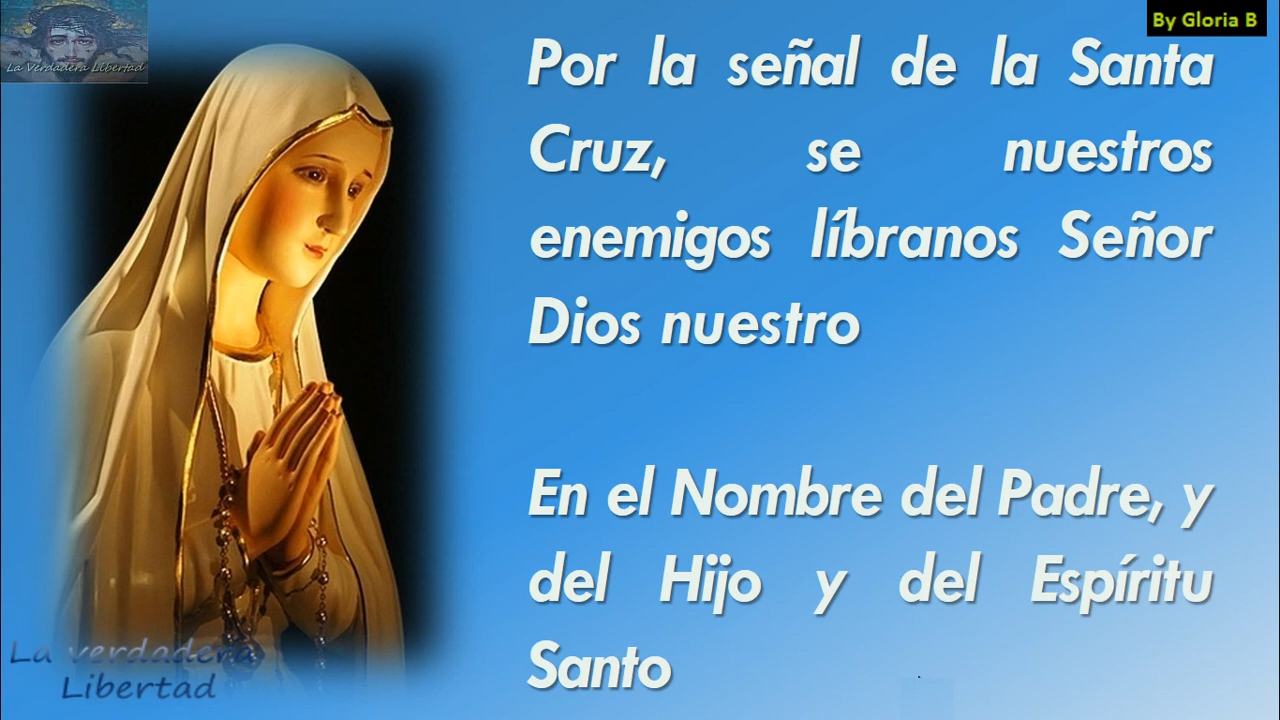 La Verdadera Libertad
By Gloria B
Por la señal de la Santa
Cruz, se nuestros
enemigos líbranos Señor
Dios nuestro
En el Nombre del Padre, y
del Hijo y del Espíritu
Santo
La verdadera
Libertad